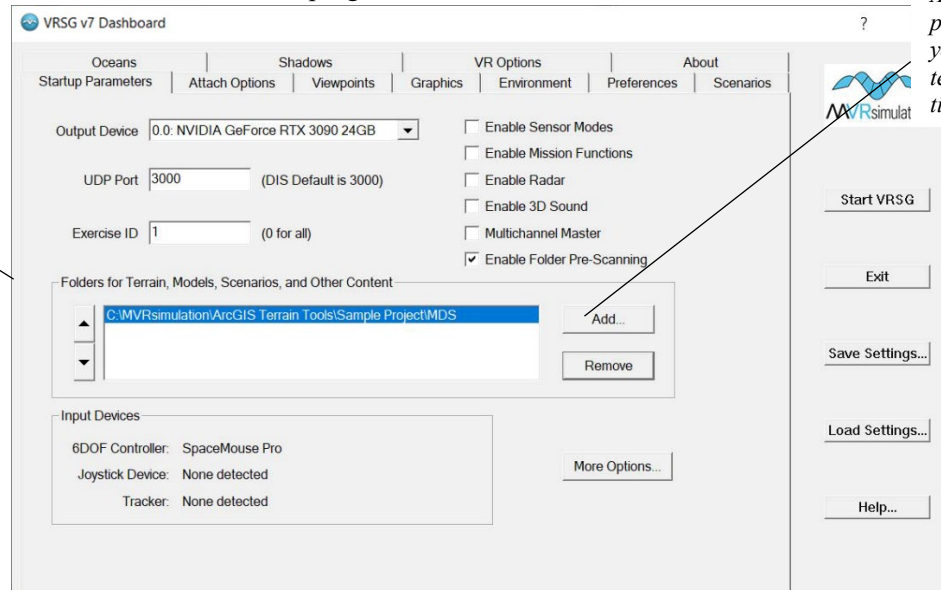 VRSG v7 Dashboard
?
Oceans
Shadows
VR Options
About
Startup Parameters
Attach Options
Viewpoints
Graphics
Environment
Preferences
Scenarios
MVRsimulat
Output Device
0.0: NVIDIA GeForce RTX 3090 24GB
UDP Port
3000
(DIS Default is 3000)
Exercise ID
1
(0 for all)
Enable Sensor Modes
Enable Mission Functions
Enable Radar
Enable 3D Sound
Multichannel Master
Enable Folder Pre-Scanning
Folders for Terrain, Models, Scenarios, and Other Content
C:\MVRsimulation\ArcGIS Terrain Tools\Sample Project\MDS
Add...
Remove
Input Devices
6DOF Controller: SpaceMouse Pro
Joystick Device: None detected
Tracker: None detected
More Options...
Start VRSG
Exit
Save Settings...
Load Settings...
Help...